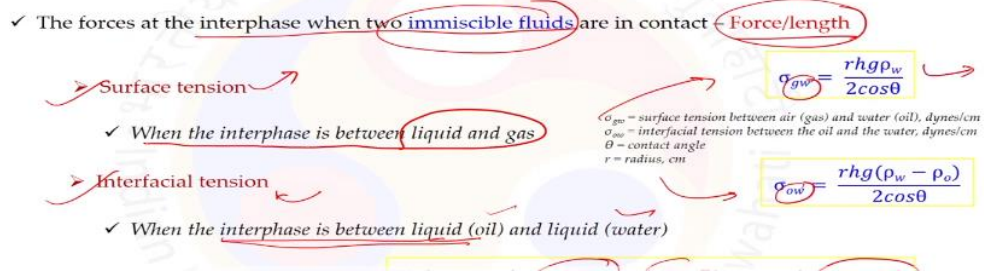 ✓ The forces at the interphase when two immiscible fluids are in contact – Force/length
➢ Surface tension
σgw = rhgρw / 2cosθ
✓ When the interphase is between liquid and gas
σgw – surface tension between air (gas) and water (oil), dynes/cm
σow – interfacial tension between the oil and the water, dynes/cm
θ – contact angle
r – radius, cm
➢ Interfacial tension
σow = rhg(ρw − ρo) / 2cosθ
✓ When the interphase is between liquid (oil) and liquid (water)